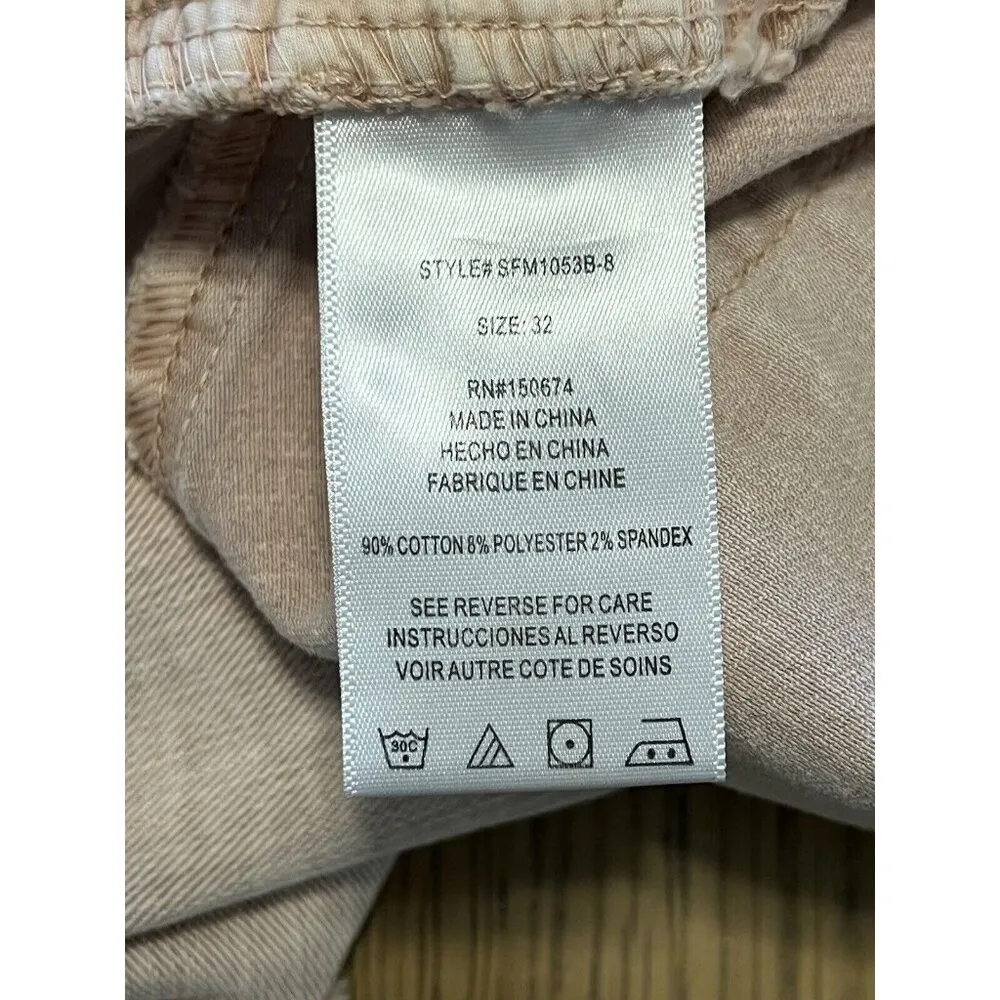 STYLE# SFM1053B-8
SIZE: 32
RN#150674
MADE IN CHINA
HECHO EN CHINA
FABRIQUE EN CHINE
90% COTTON 8% POLYESTER 2% SPANDEX
SEE REVERSE FOR CARE
INSTRUCCIONES AL REVERSO
VOIR AUTRE COTE DE SOINS
30C